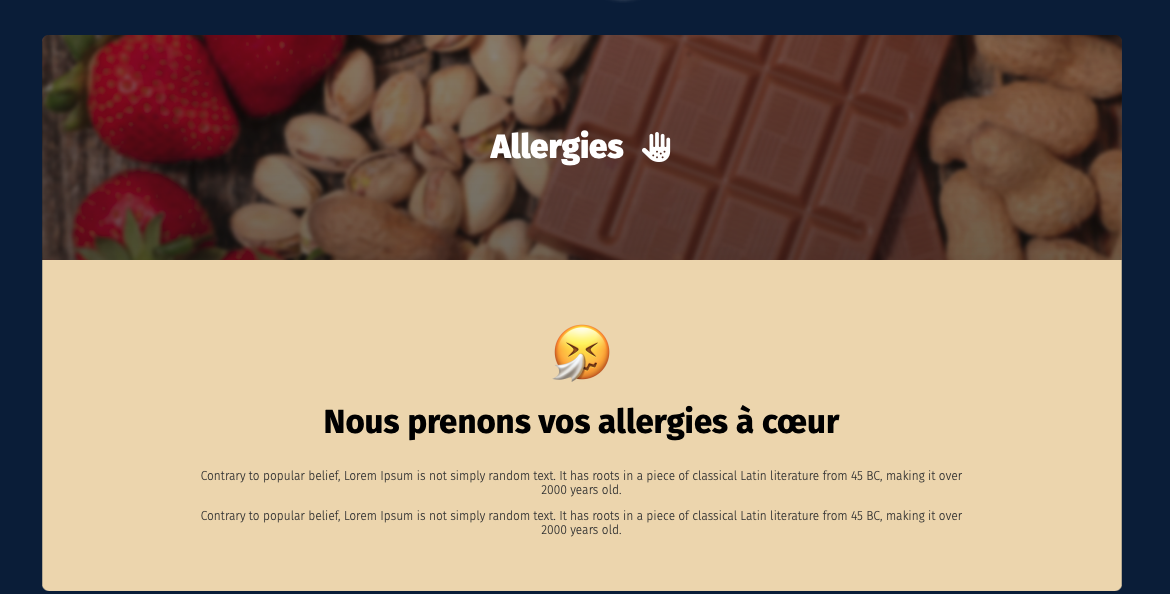 Allergies
Nous prenons vos allergies à cœur
Contrary to popular belief, Lorem Ipsum is not simply random text. It has roots in a piece of classical Latin literature from 45 BC, making it over
2000 years old.
Contrary to popular belief, Lorem Ipsum is not simply random text. It has roots in a piece of classical Latin literature from 45 BC, making it over
2000 years old.